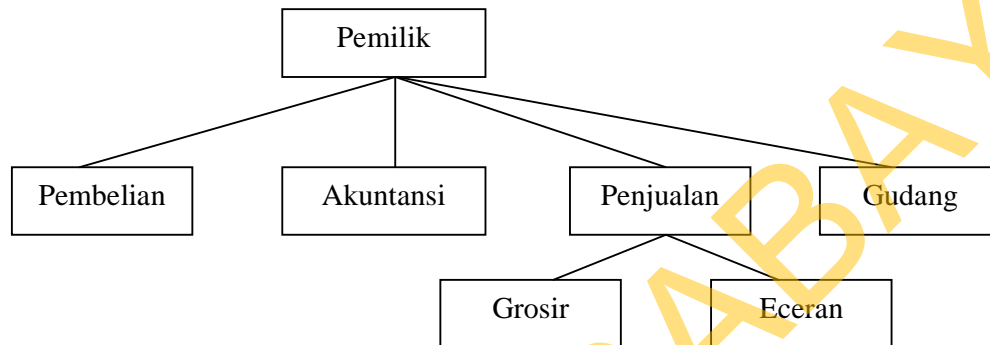 Pemilik
Pembelian
Akuntansi
Penjualan
Gudang
Grosir
Eceran